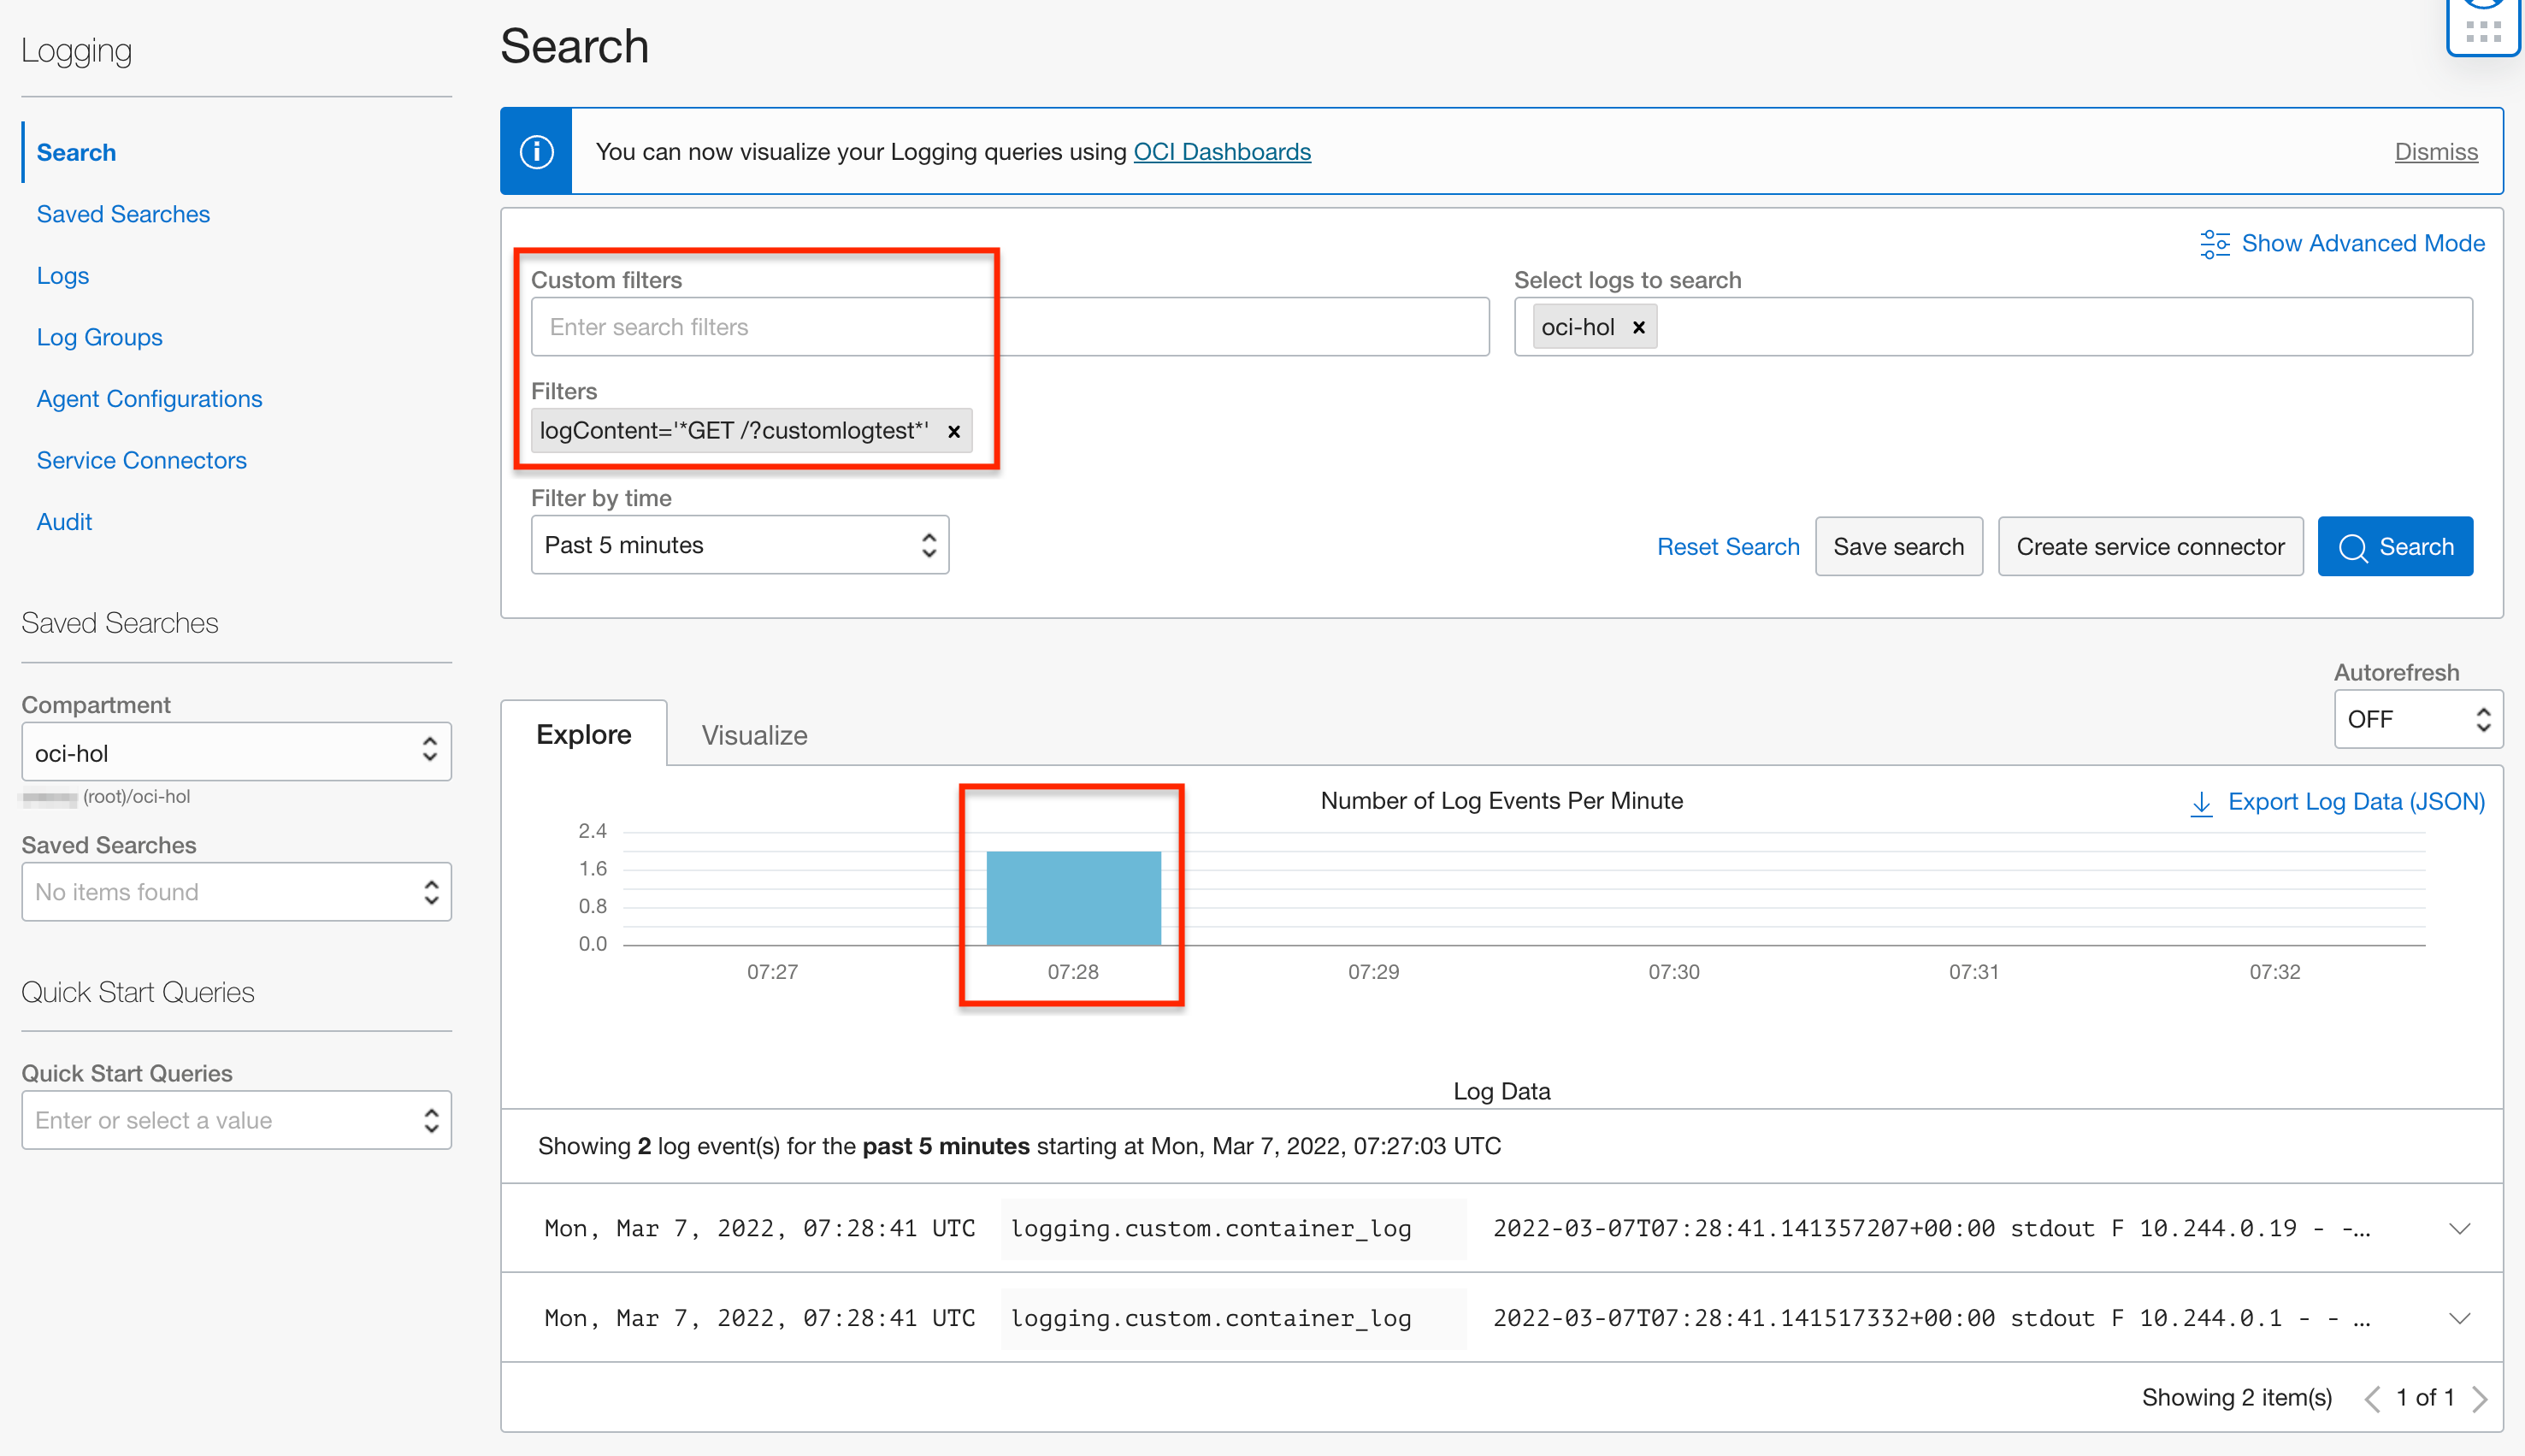 Logging
Search
Saved Searches
Logs
Log Groups
Agent Configurations
Service Connectors
Audit
Saved Searches
Compartment
oci-hol
(root)/oci-hol
Saved Searches
No items found
Quick Start Queries
Quick Start Queries
Enter or select a value
Search
You can now visualize your Logging queries using OCI Dashboards
Dismiss
Show Advanced Mode
Custom filters
Enter search filters
Select logs to search
oci-hol ×
Filters
logContent='*GET /?customlogtest*' ×
Filter by time
Past 5 minutes
Reset Search
Save search
Create service connector
Search
Autorefresh
OFF
Explore
Visualize
Number of Log Events Per Minute
Export Log Data (JSON)
2.4
1.6
0.8
0.0
07:27
07:28
07:29
07:30
07:31
07:32
Log Data
Showing 2 log event(s) for the past 5 minutes starting at Mon, Mar 7, 2022, 07:27:03 UTC
Mon, Mar 7, 2022, 07:28:41 UTC logging.custom.container_log 2022-03-07T07:28:41.141357207+00:00 stdout F 10.244.0.19 - -...
Mon, Mar 7, 2022, 07:28:41 UTC logging.custom.container_log 2022-03-07T07:28:41.141517332+00:00 stdout F 10.244.0.1 - - ...
Showing 2 item(s) < 1 of 1 >